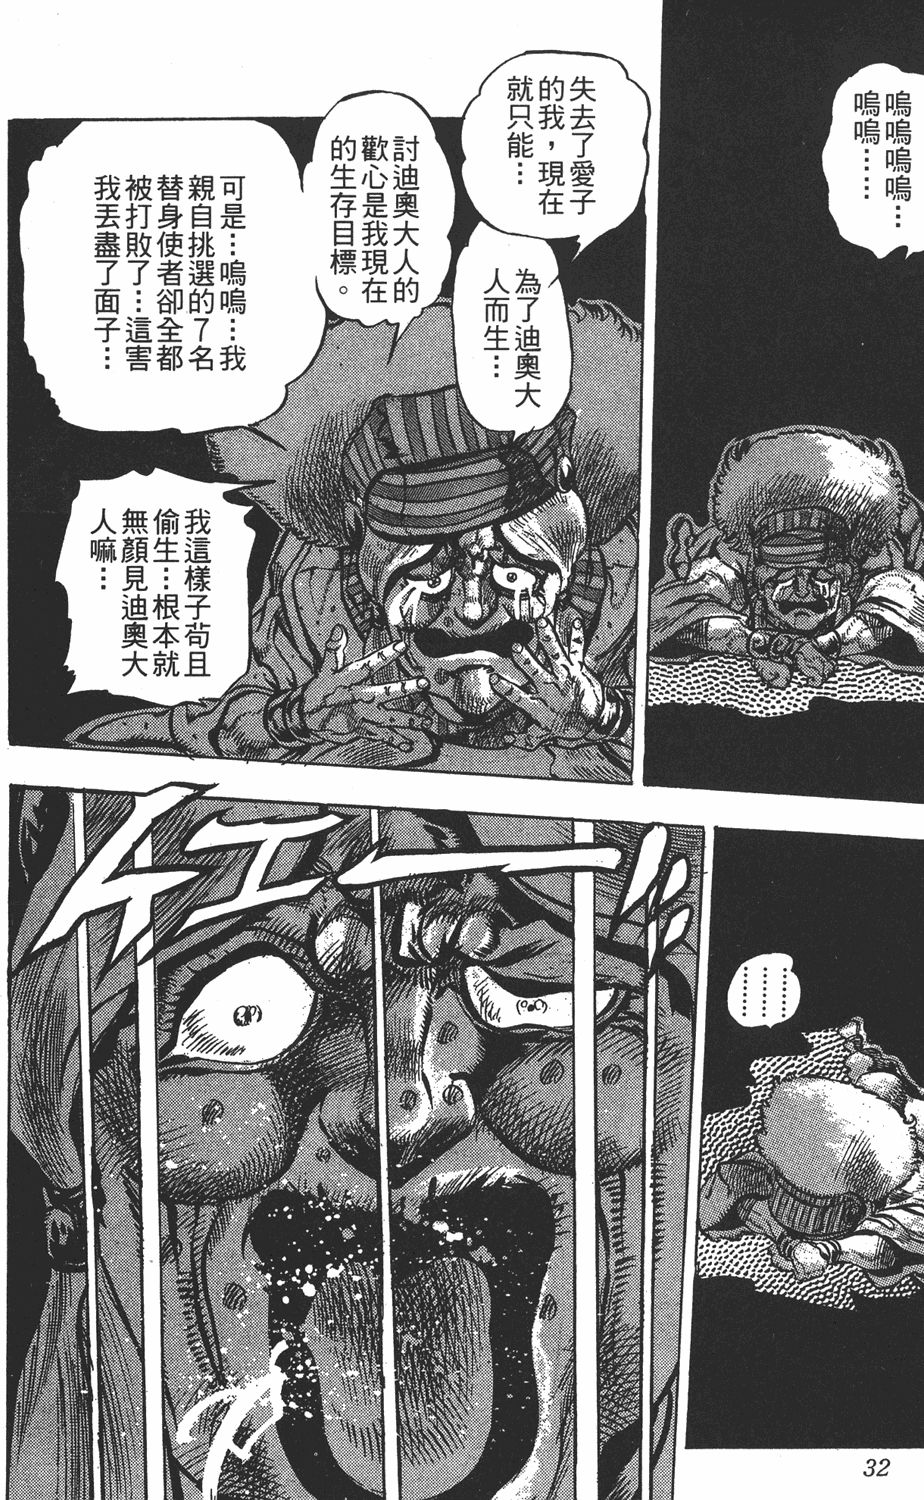 嗚嗚嗚嗚…
嗚嗚……
失去了愛子
的我，現在
就只能…
為了迪奧大
人而生…
討迪奧大人的
歡心是我現在
的生存目標。
可是…嗚嗚…我
親自挑選的7名
替身使者卻全都
被打敗了…這害
我丟盡了面子…
我這樣子苟且
偷生…根本就
無顏見迪奧大
人嘛…
………
………
ムエーー!!
32